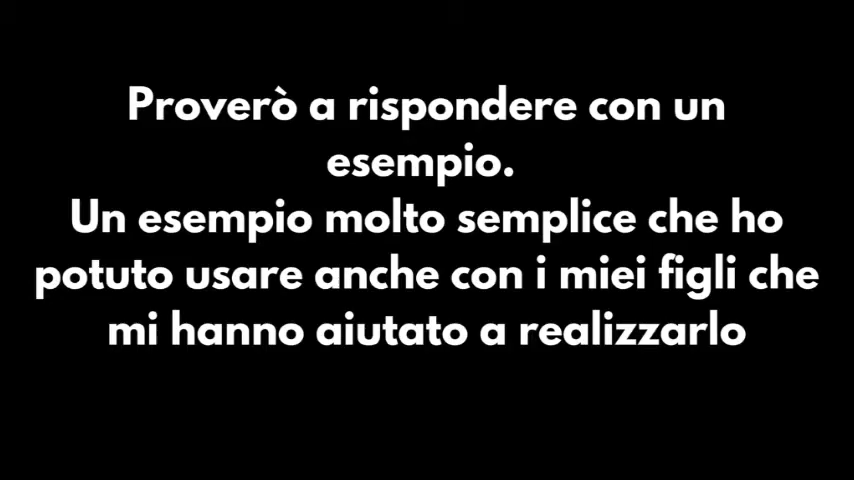 Proverò a rispondere con un
esempio.
Un esempio molto semplice che ho
potuto usare anche con i miei figli che
mi hanno aiutato a realizzarlo